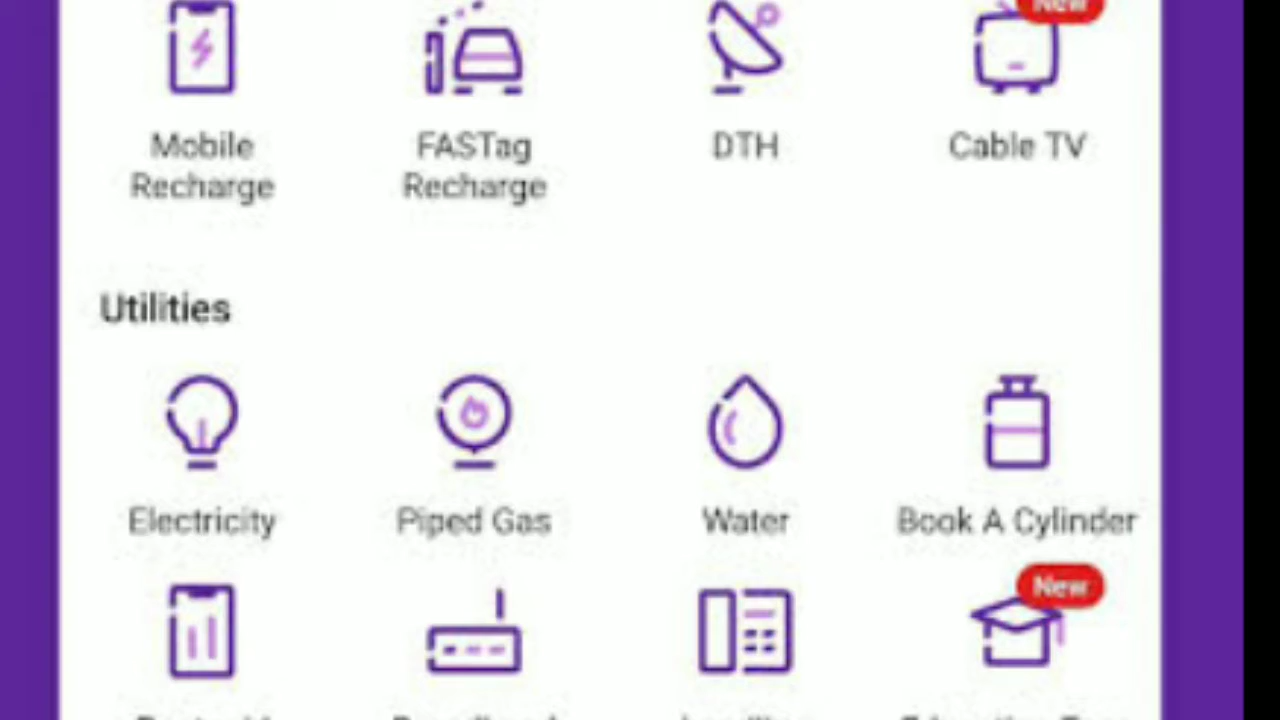 New
Mobile
Recharge
FASTag
Recharge
DTH
Cable TV
Utilities
Electricity
Piped Gas
Water
Book A Cylinder
New